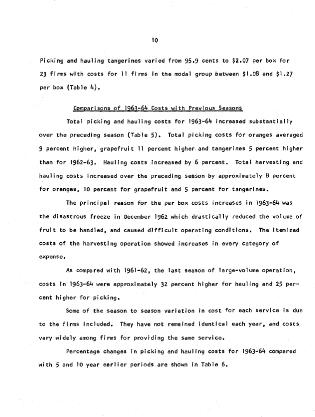 10
Picking and hauling tangerines varied from 95.9 cents to $2.07 per box for
23 firms with costs for 11 firms in the modal group between $1.08 and $1.27
per box (Table 4).
Comparisons of 1963-64 Costs with Previous Seasons
Total picking and hauling costs for 1963-64 increased substantially
over the preceding season (Table 5). Total picking costs for oranges averaged
9 percent higher, grapefruit 11 percent higher and tangerines 5 percent higher
than for 1962-63. Hauling costs increased by 6 percent. Total harvesting and
hauling costs increased over the preceding season by approximately 8 percent
for oranges, 10 percent for grapefruit and 5 percent for tangerines.
The principal reason for the per box costs increases in 1963-64 was
the disastrous freeze in December 1962 which drastically reduced the volume of
fruit to be handled, and caused difficult operating conditions. The itemized
costs of the harvesting operation showed increases in every category of
expense.
As compared with 1961-62, the last season of large-volume operation,
costs in 1963-64 were approximately 32 percent higher for hauling and 25 per-
cent higher for picking.
Some of the season to season variation in cost for each service is due
to the firms included. They have not remained identical each year, and costs
vary widely among firms for providing the same service.
Percentage changes in picking and hauling costs for 1963-64 compared
with 5 and 10 year earlier periods are shown in Table 6.